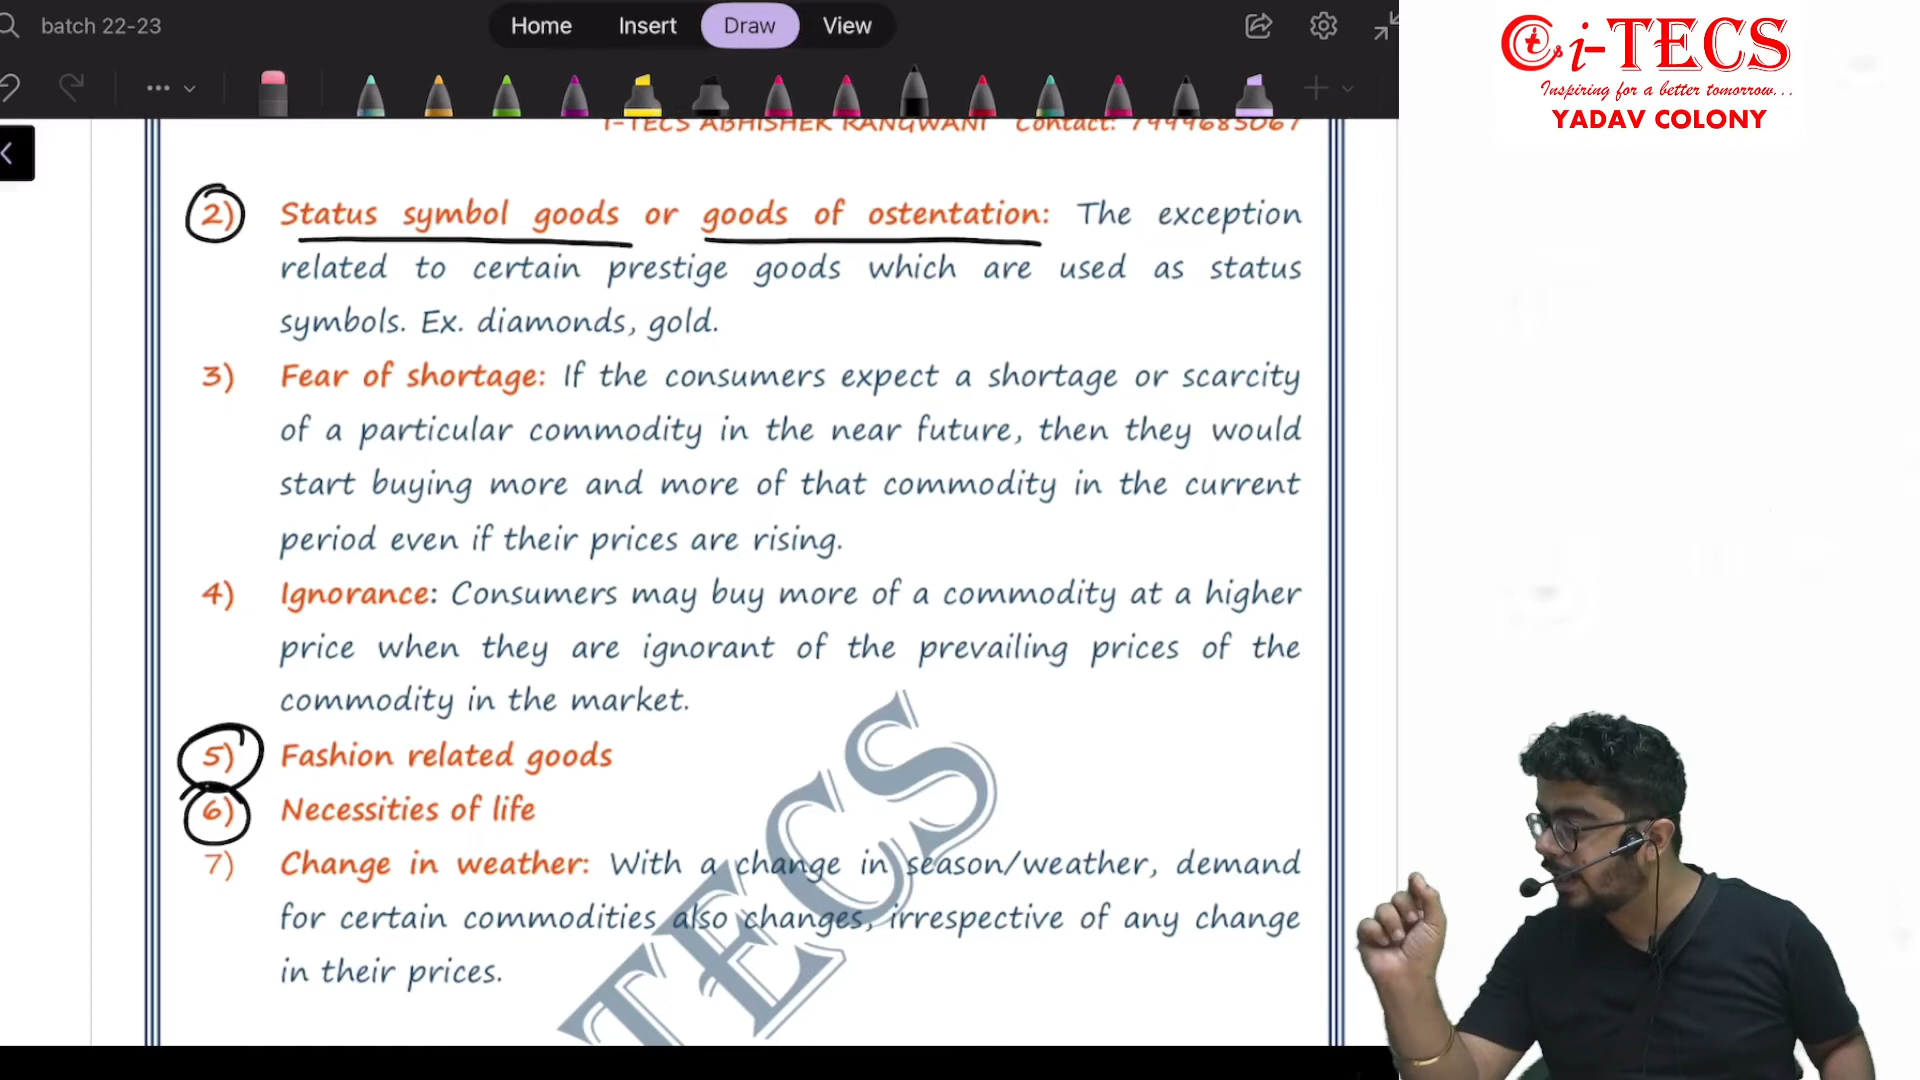 batch 22-23
Home Insert Draw View
i-TECS
Inspiring for a better tomorrow...
YADAV COLONY
i-TECS ABHISHEK RANGWANI Contact: 7999685067
2) Status symbol goods or goods of ostentation: The exception
related to certain prestige goods which are used as status
symbols. Ex. diamonds, gold.
3) Fear of shortage: If the consumers expect a shortage or scarcity
of a particular commodity in the near future, then they would
start buying more and more of that commodity in the current
period even if their prices are rising.
4) Ignorance: Consumers may buy more of a commodity at a higher
price when they are ignorant of the prevailing prices of the
commodity in the market.
5) Fashion related goods
6) Necessities of life
7) Change in weather: With a change in season/weather, demand
for certain commodities also changes, irrespective of any change
in their prices.
TECS